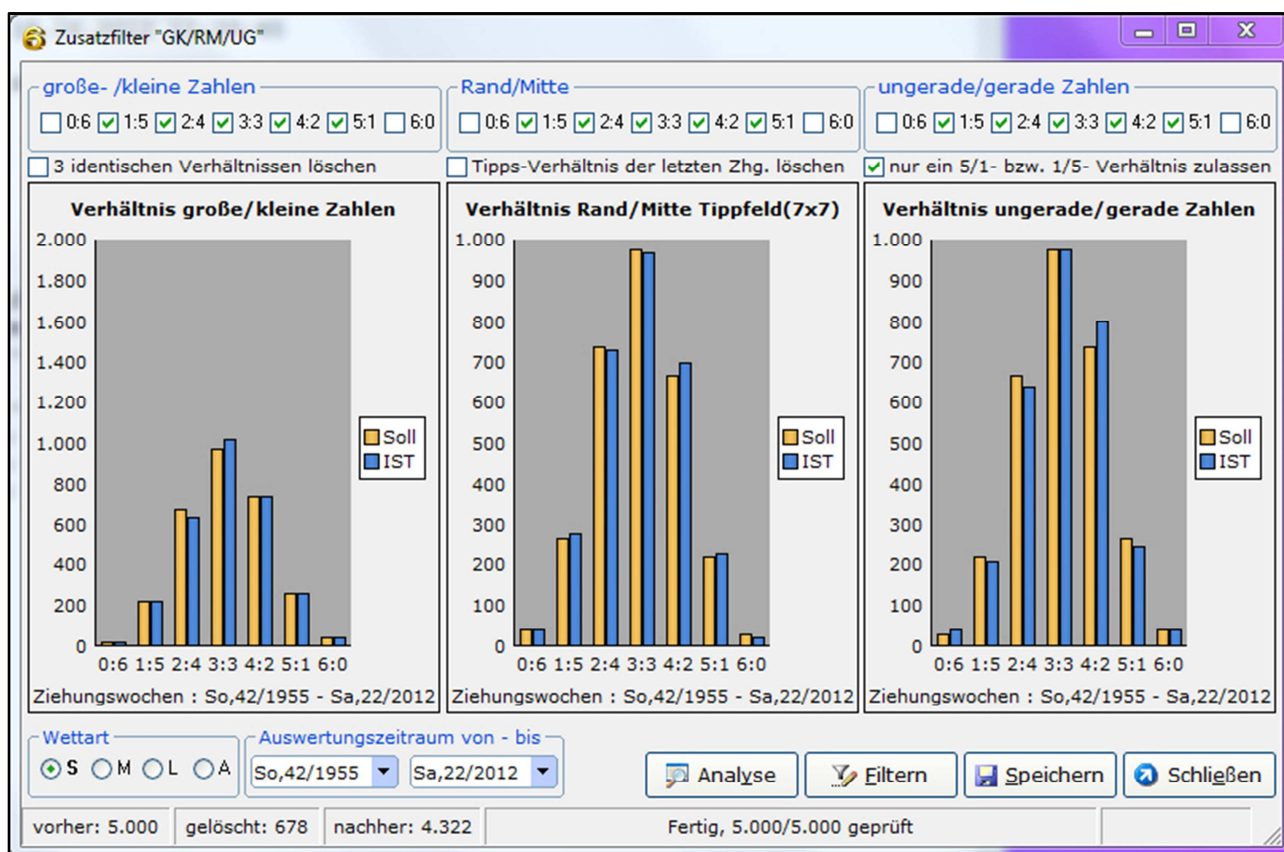 Zusatzfilter "GK/RM/UG"
große- /kleine Zahlen
0:6 1:5 2:4 3:3 4:2 5:1 6:0
Rand/Mitte
0:6 1:5 2:4 3:3 4:2 5:1 6:0
ungerade/gerade Zahlen
0:6 1:5 2:4 3:3 4:2 5:1 6:0
3 identischen Verhältnissen löschen
Tipps-Verhältnis der letzten Zhg. löschen
nur ein 5/1- bzw. 1/5- Verhältnis zulassen
Verhältnis große/kleine Zahlen
2.000
1.800
1.600
1.400
1.200
1.000
800
600
400
200
0
0:6 1:5 2:4 3:3 4:2 5:1 6:0
Soll
IST
Ziehungswochen : So,42/1955 - Sa,22/2012
Verhältnis Rand/Mitte Tippfeld(7x7)
1.000
900
800
700
600
500
400
300
200
100
0
0:6 1:5 2:4 3:3 4:2 5:1 6:0
Soll
IST
Ziehungswochen : So,42/1955 - Sa,22/2012
Verhältnis ungerade/gerade Zahlen
1.000
900
800
700
600
500
400
300
200
100
0
0:6 1:5 2:4 3:3 4:2 5:1 6:0
Soll
IST
Ziehungswochen : So,42/1955 - Sa,22/2012
Wettart
S M L A
Auswertungszeitraum von - bis
So,42/1955 Sa,22/2012
Analyse
Filtern
Speichern
Schließen
vorher: 5.000 gelöscht: 678 nachher: 4.322 Fertig, 5.000/5.000 geprüft